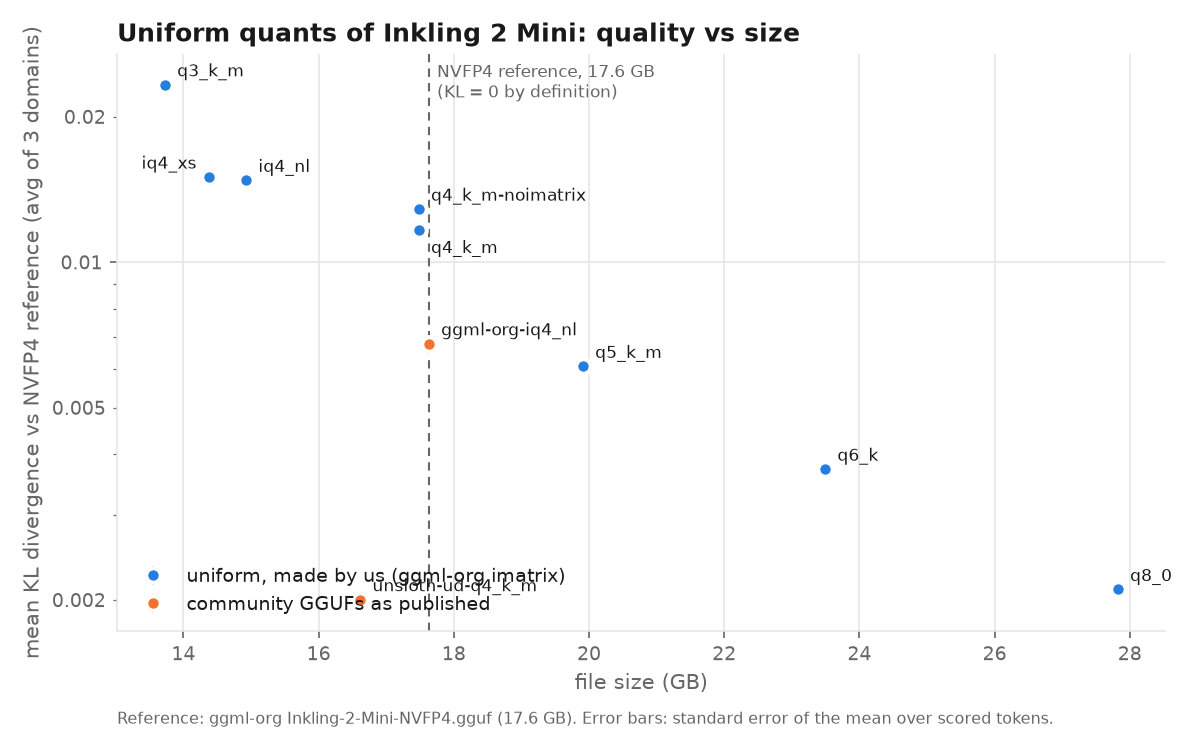 Uniform quants of Inkling 2 Mini: quality vs size
mean KL divergence vs NVFP4 reference (avg of 3 domains)
0.02
0.01
0.005
0.002
q3_k_m
NVFP4 reference, 17.6 GB
(KL = 0 by definition)
iq4_xs
iq4_nl
q4_k_m-noimatrix
q4_k_m
ggml-org-iq4_nl
q5_k_m
q6_k
q8_0
uniform, made by us (ggml-org imatrix)
unsloth-ud-q4_k_m
community GGUFs as published
14 16 18 20 22 24 26 28
file size (GB)
Reference: ggml-org Inkling-2-Mini-NVFP4.gguf (17.6 GB). Error bars: standard error of the mean over scored tokens.